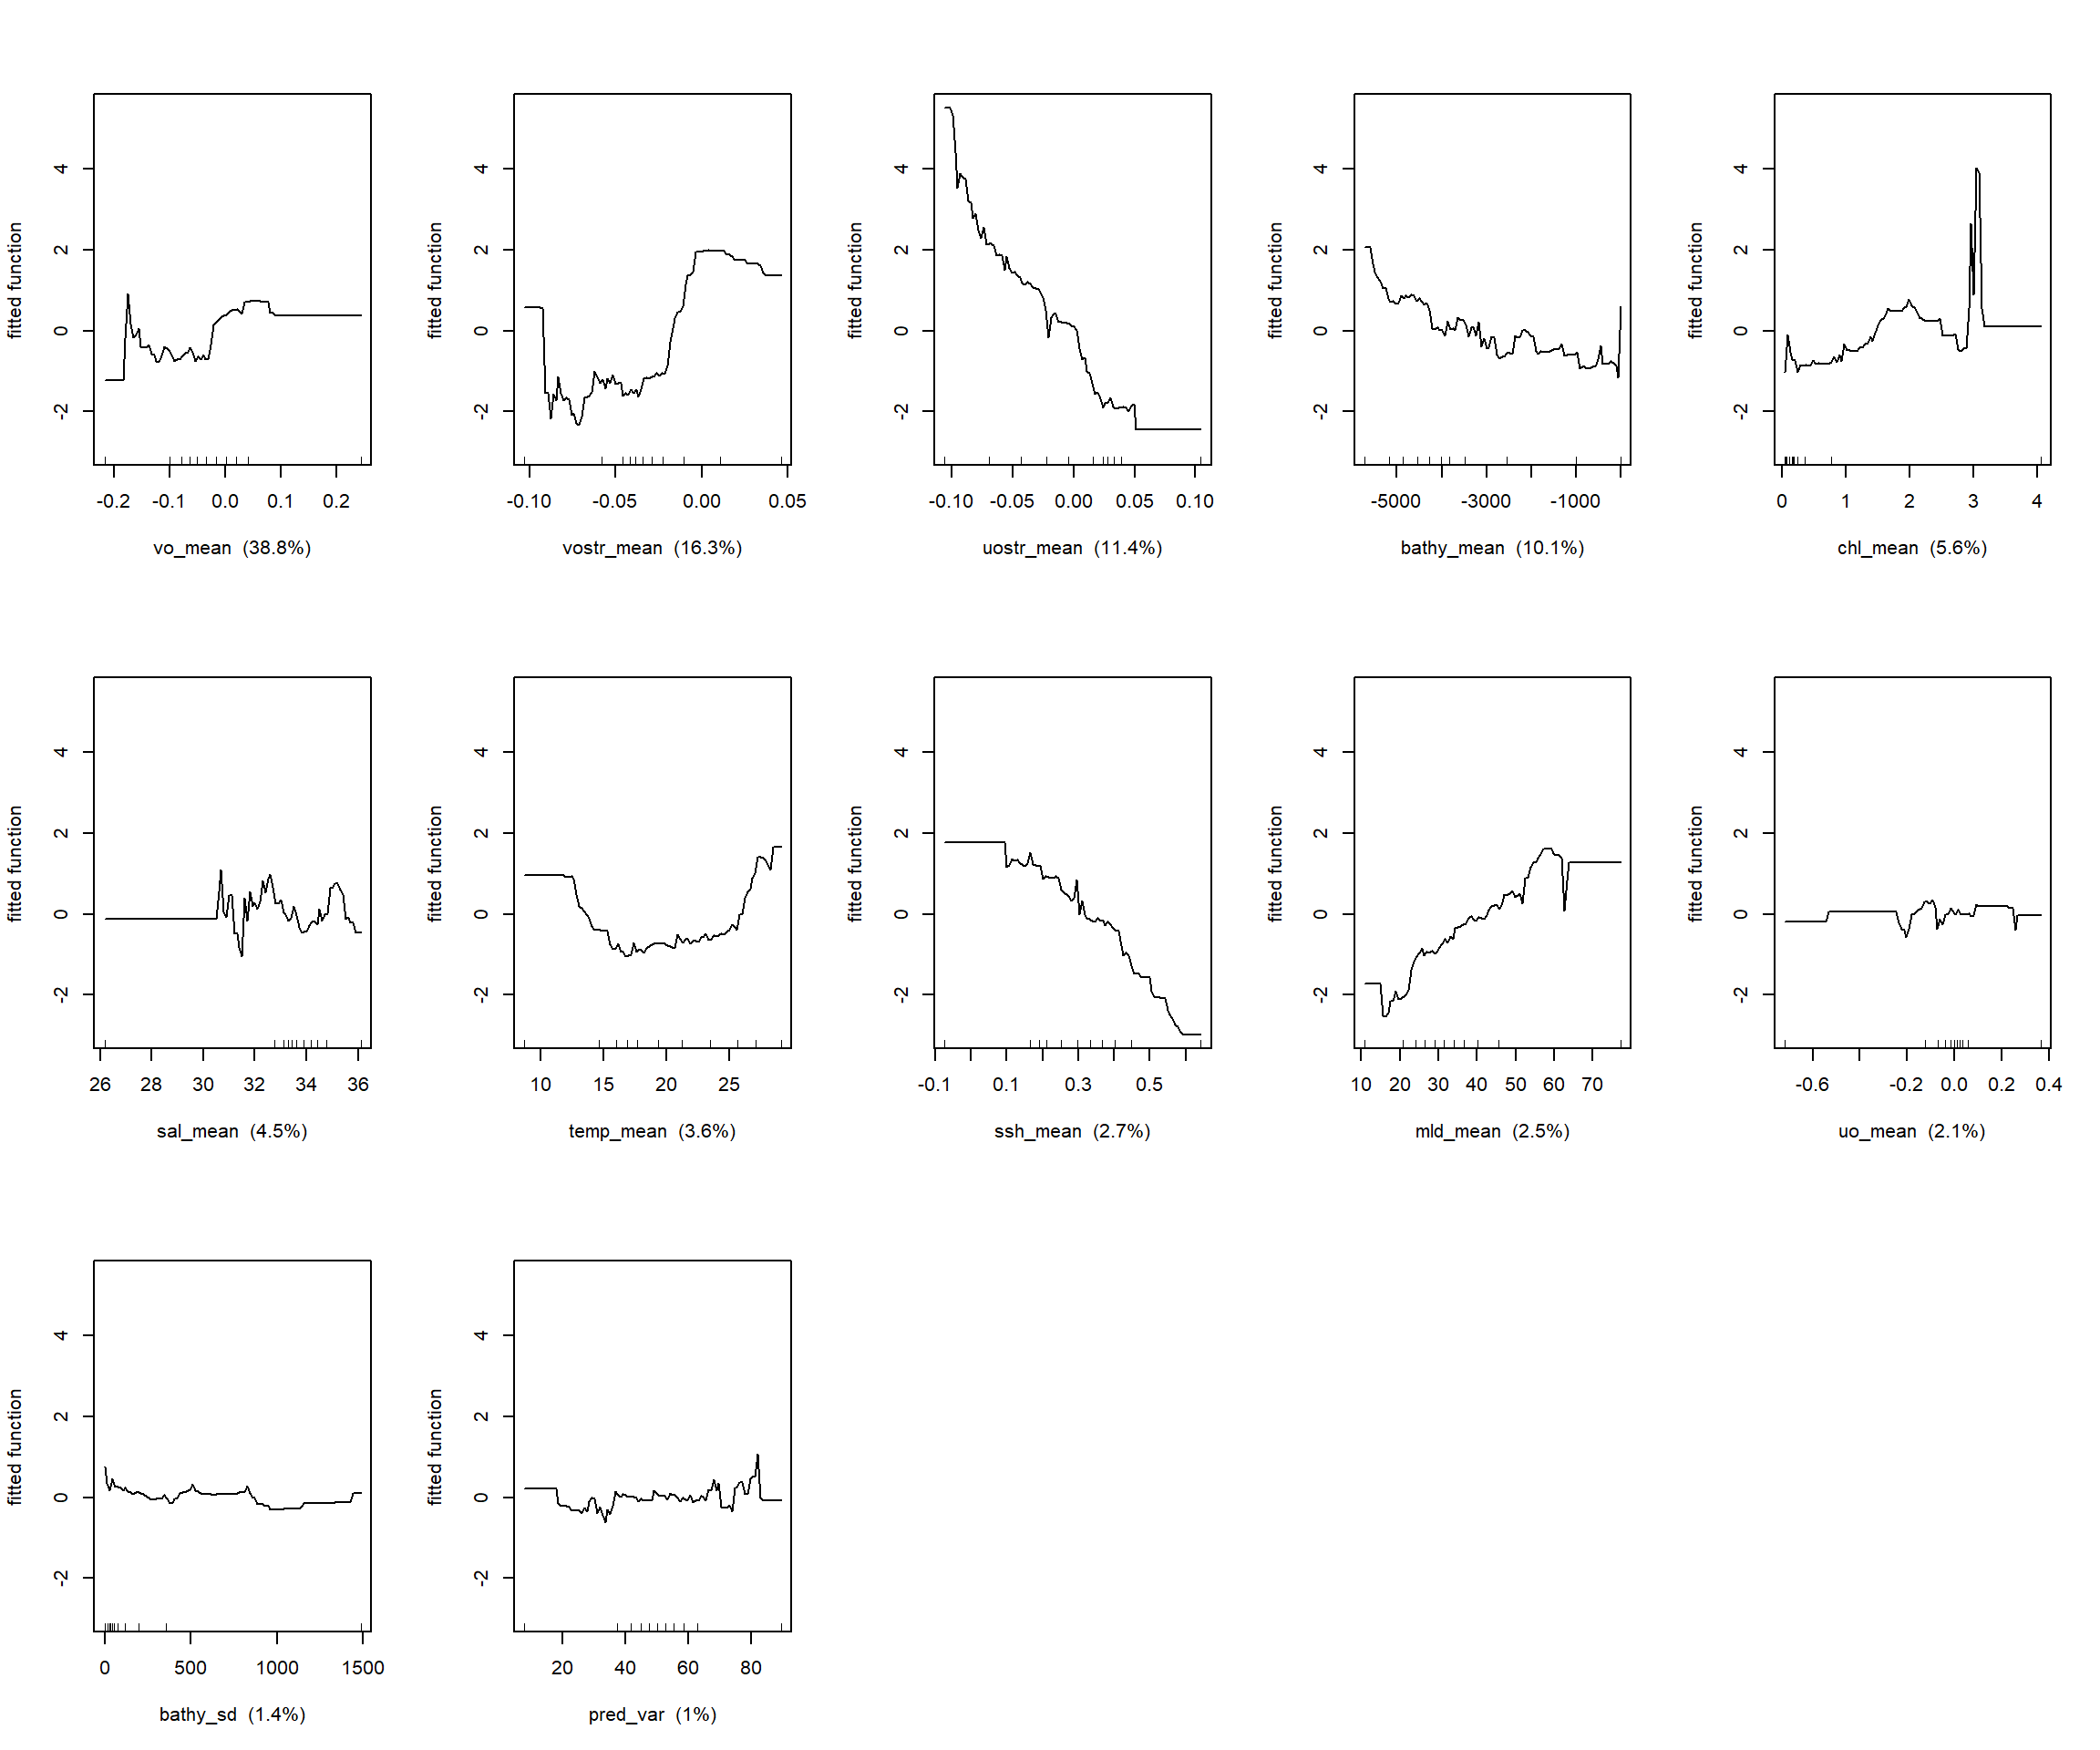 fitted function
4
2
0
-2
-0.2 -0.1 0.0 0.1 0.2
vo_mean (38.8%)
fitted function
4
2
0
-2
-0.10 -0.05 0.00 0.05
vostr_mean (16.3%)
fitted function
4
2
0
-2
-0.10 -0.05 0.00 0.05 0.10
uostr_mean (11.4%)
fitted function
4
2
0
-2
-5000 -3000 -1000
bathy_mean (10.1%)
fitted function
4
2
0
-2
0 1 2 3 4
chl_mean (5.6%)
fitted function
4
2
0
-2
26 28 30 32 34 36
sal_mean (4.5%)
fitted function
4
2
0
-2
10 15 20 25
temp_mean (3.6%)
fitted function
4
2
0
-2
-0.1 0.1 0.3 0.5
ssh_mean (2.7%)
fitted function
4
2
0
-2
10 20 30 40 50 60 70
mld_mean (2.5%)
fitted function
4
2
0
-2
-0.6 -0.2 0.0 0.2 0.4
uo_mean (2.1%)
fitted function
4
2
0
-2
0 500 1000 1500
bathy_sd (1.4%)
fitted function
4
2
0
-2
20 40 60 80
pred_var (1%)